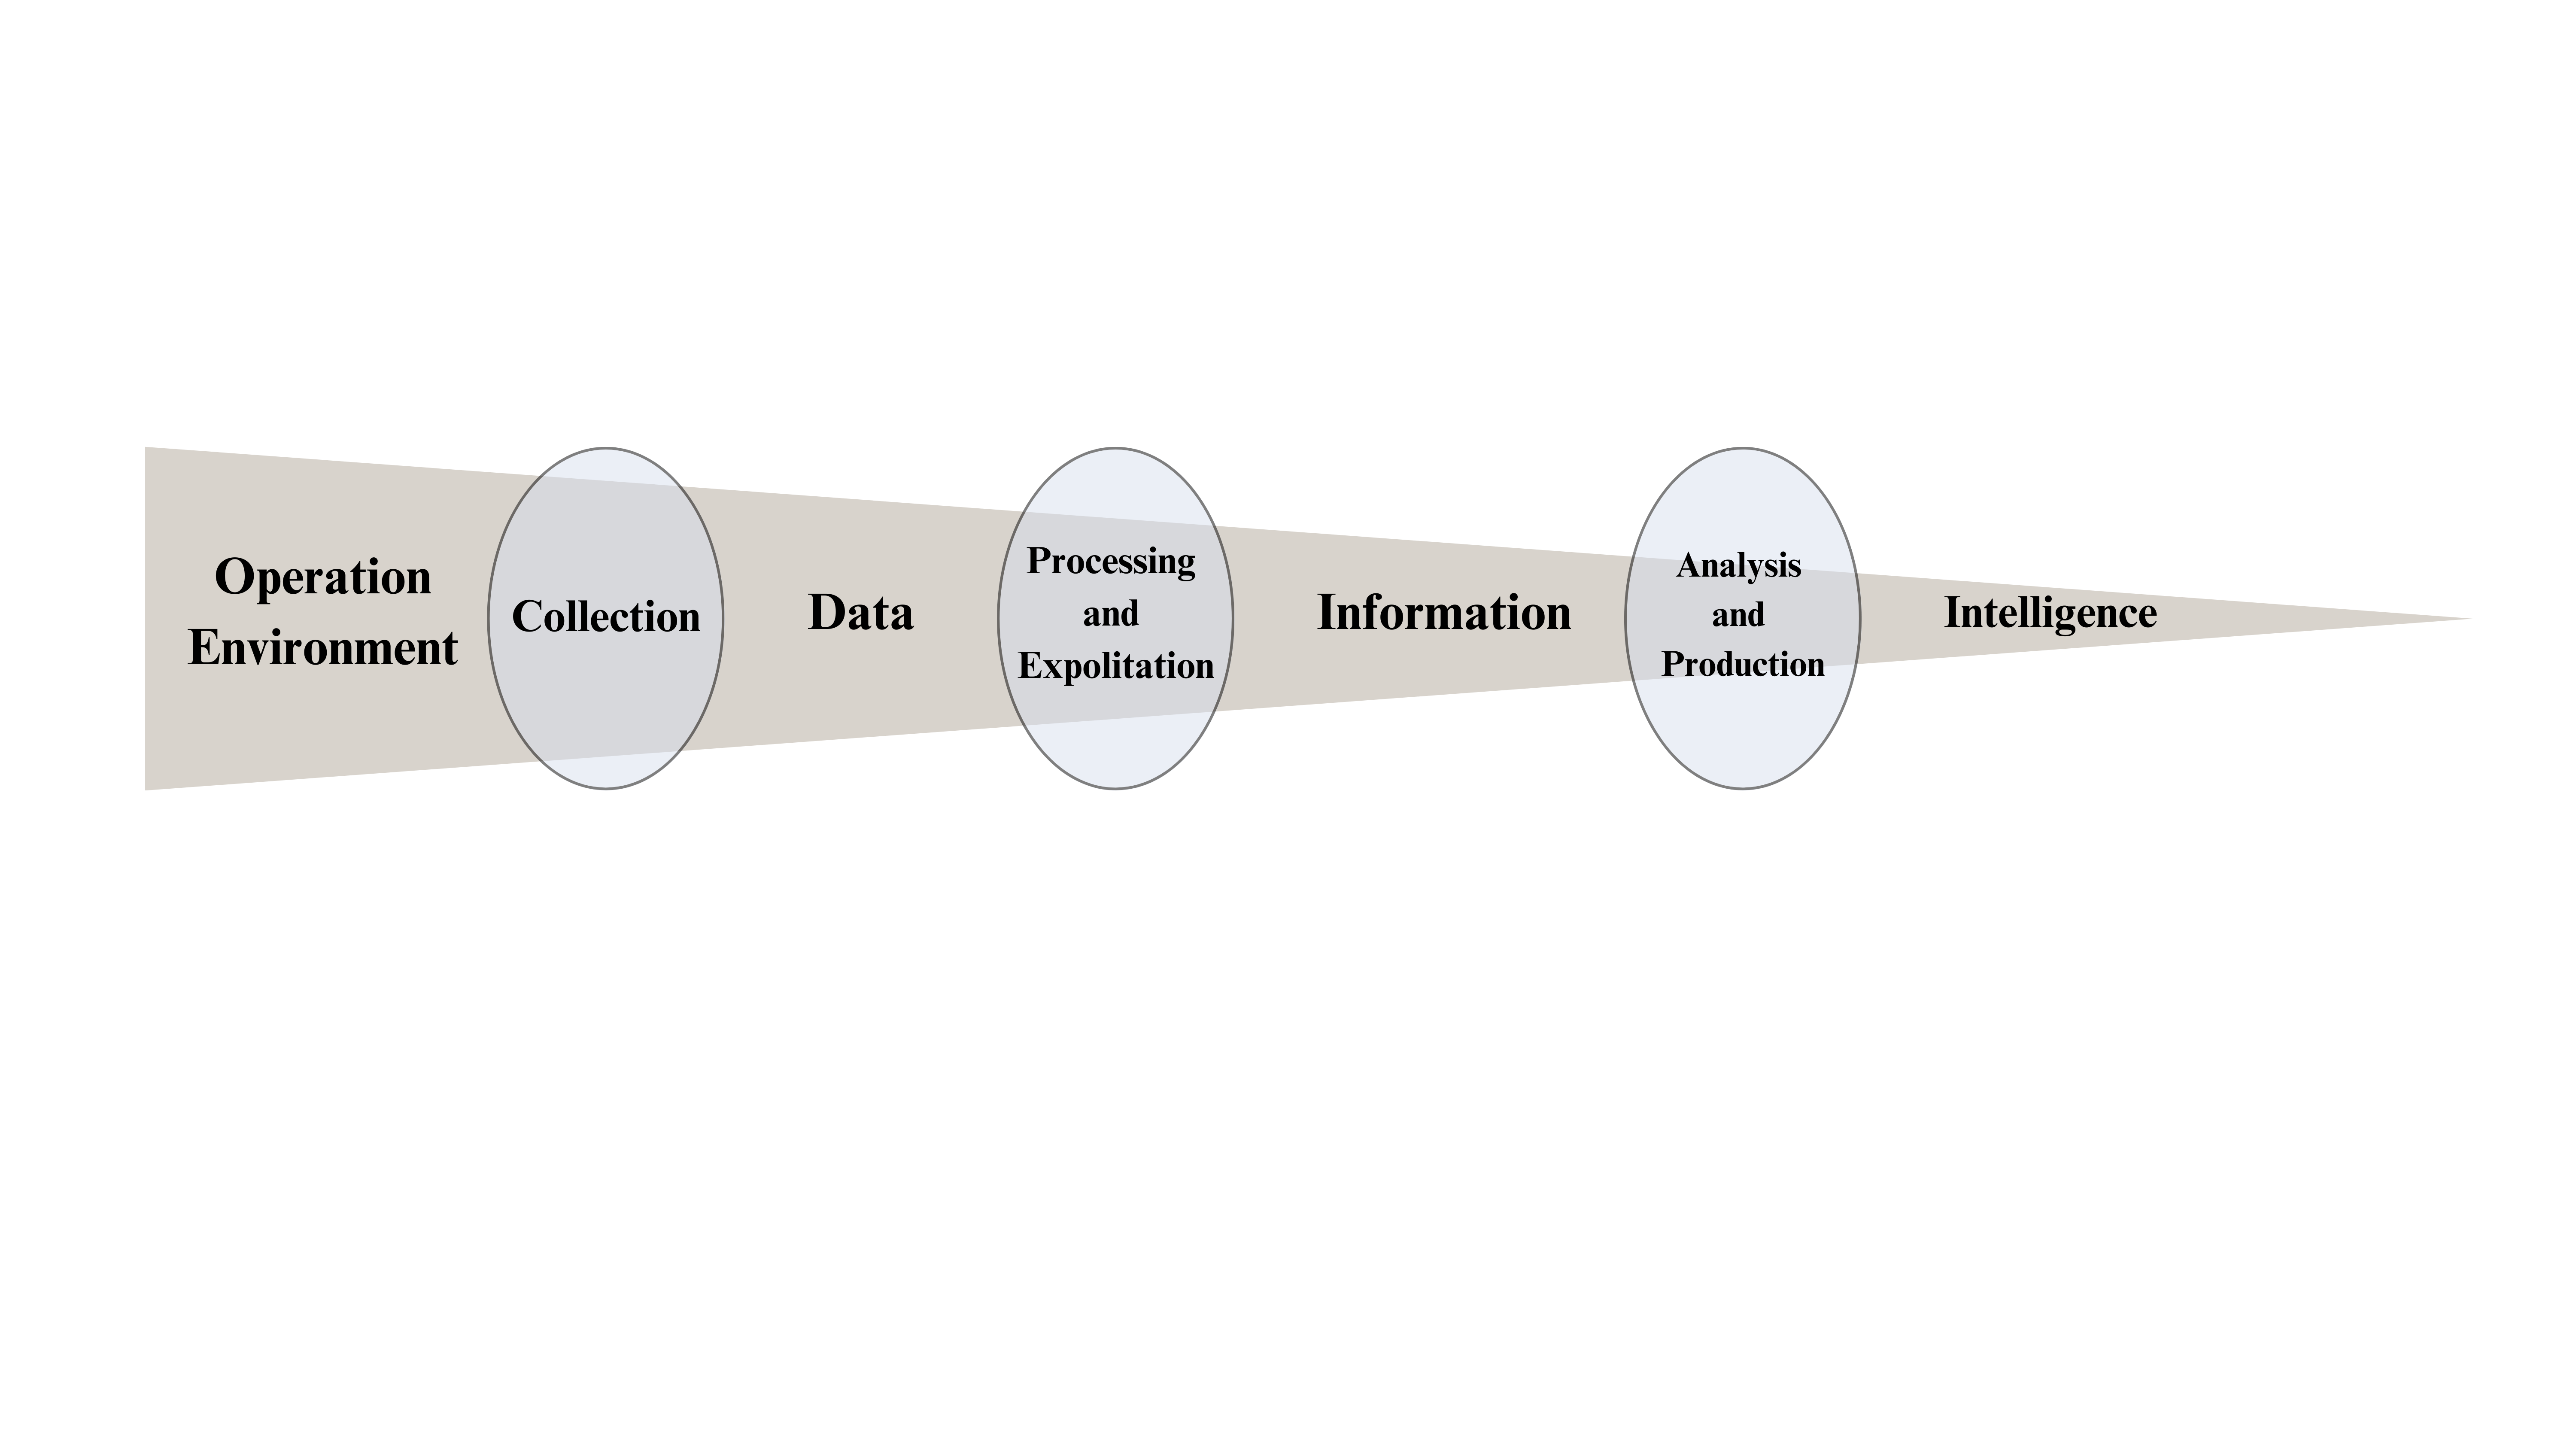 Operation
Environment
Collection
Data
Processing
and
Expolitation
Information
Analysis
and
Production
Intelligence